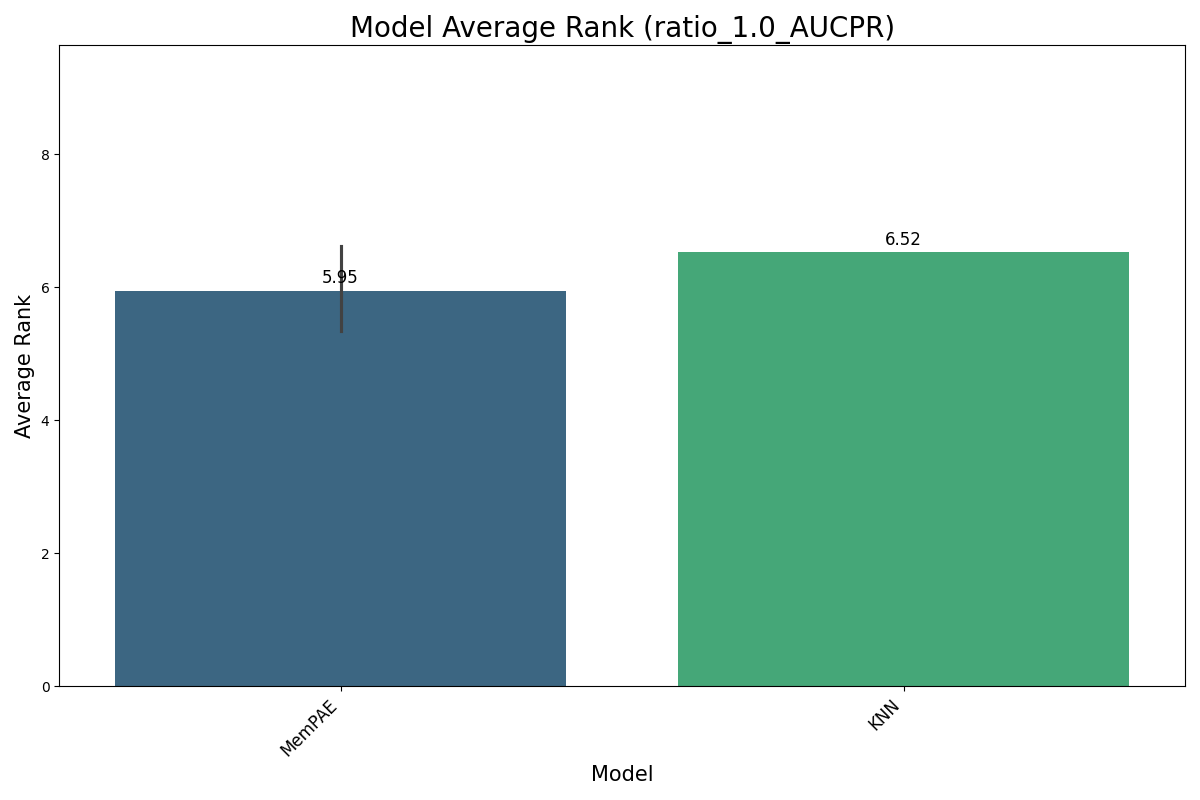 Model Average Rank (ratio_1.0_AUCPR)
Average Rank
8
6
4
2
0
5.95
6.52
MemPAE
KNN
Model